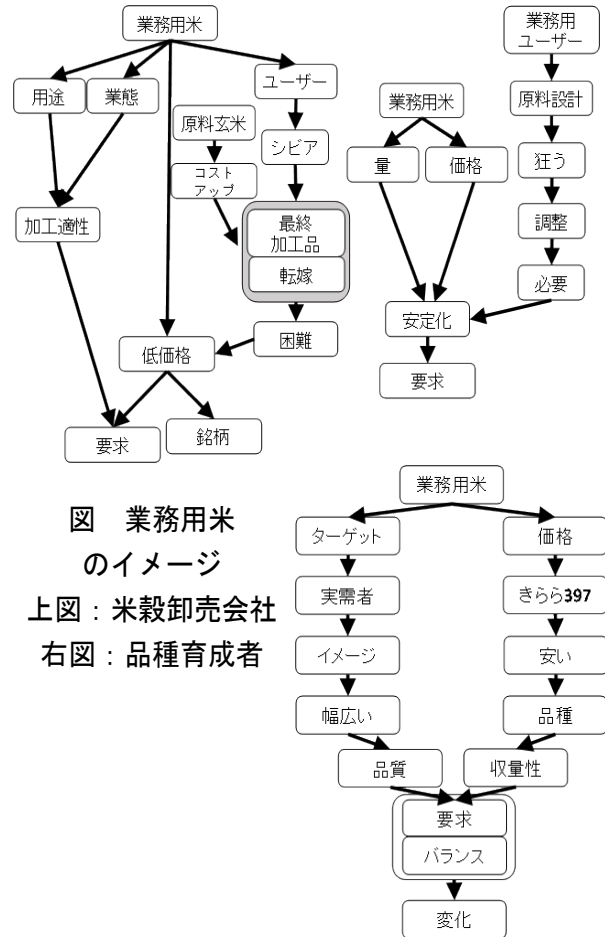 業務用米
用途
業態
ユーザー
原料玄米
シビア
コスト
アップ
加工適性
最終
加工品
転嫁
困難
低価格
要求
銘柄
業務用
ユーザー
業務用米
原料設計
量
価格
狂う
調整
必要
安定化
要求
図 業務用米
のイメージ
上図：米穀卸売会社
右図：品種育成者
業務用米
ターゲット
価格
実需者
きらら397
イメージ
安い
幅広い
品種
品質
収量性
要求
バランス
変化